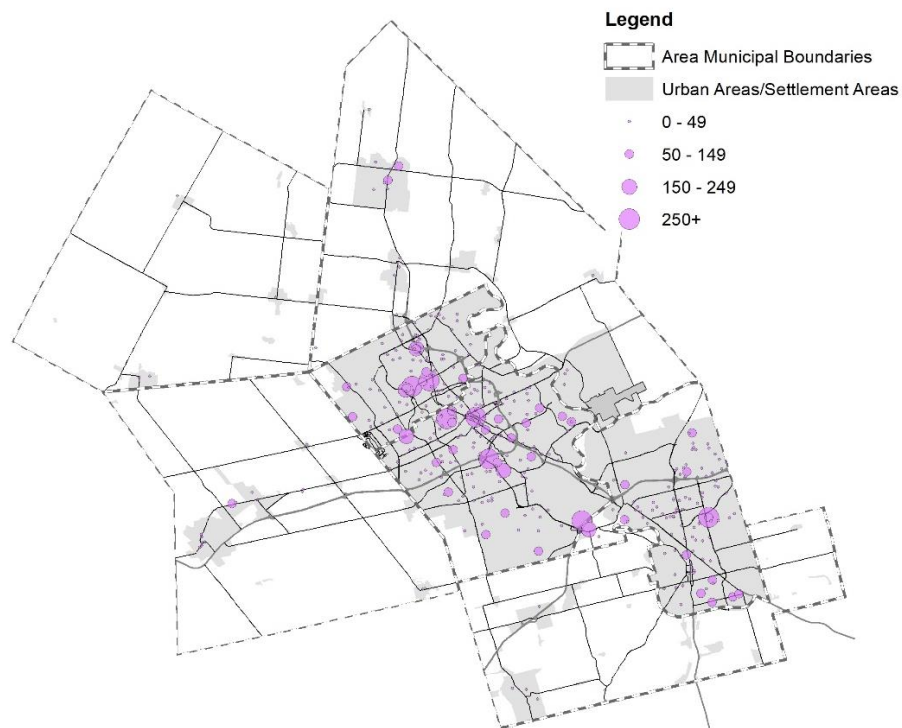 Legend
Area Municipal Boundaries
Urban Areas/Settlement Areas
0 - 49
50 - 149
150 - 249
250+